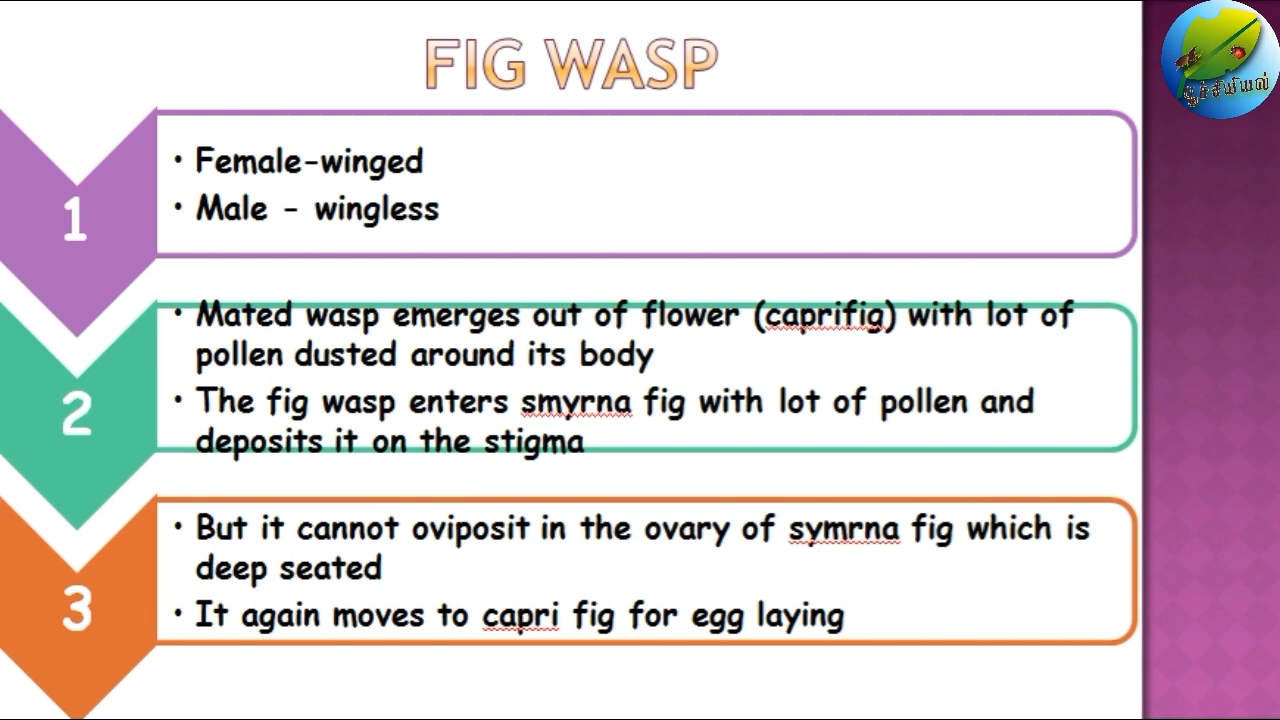 FIG WASP
பூச்சியியல்
1
• Female-winged
• Male - wingless
2
• Mated wasp emerges out of flower (caprifig) with lot of
pollen dusted around its body
• The fig wasp enters smyrna fig with lot of pollen and
deposits it on the stigma
3
• But it cannot oviposit in the ovary of symrna fig which is
deep seated
• It again moves to capri fig for egg laying